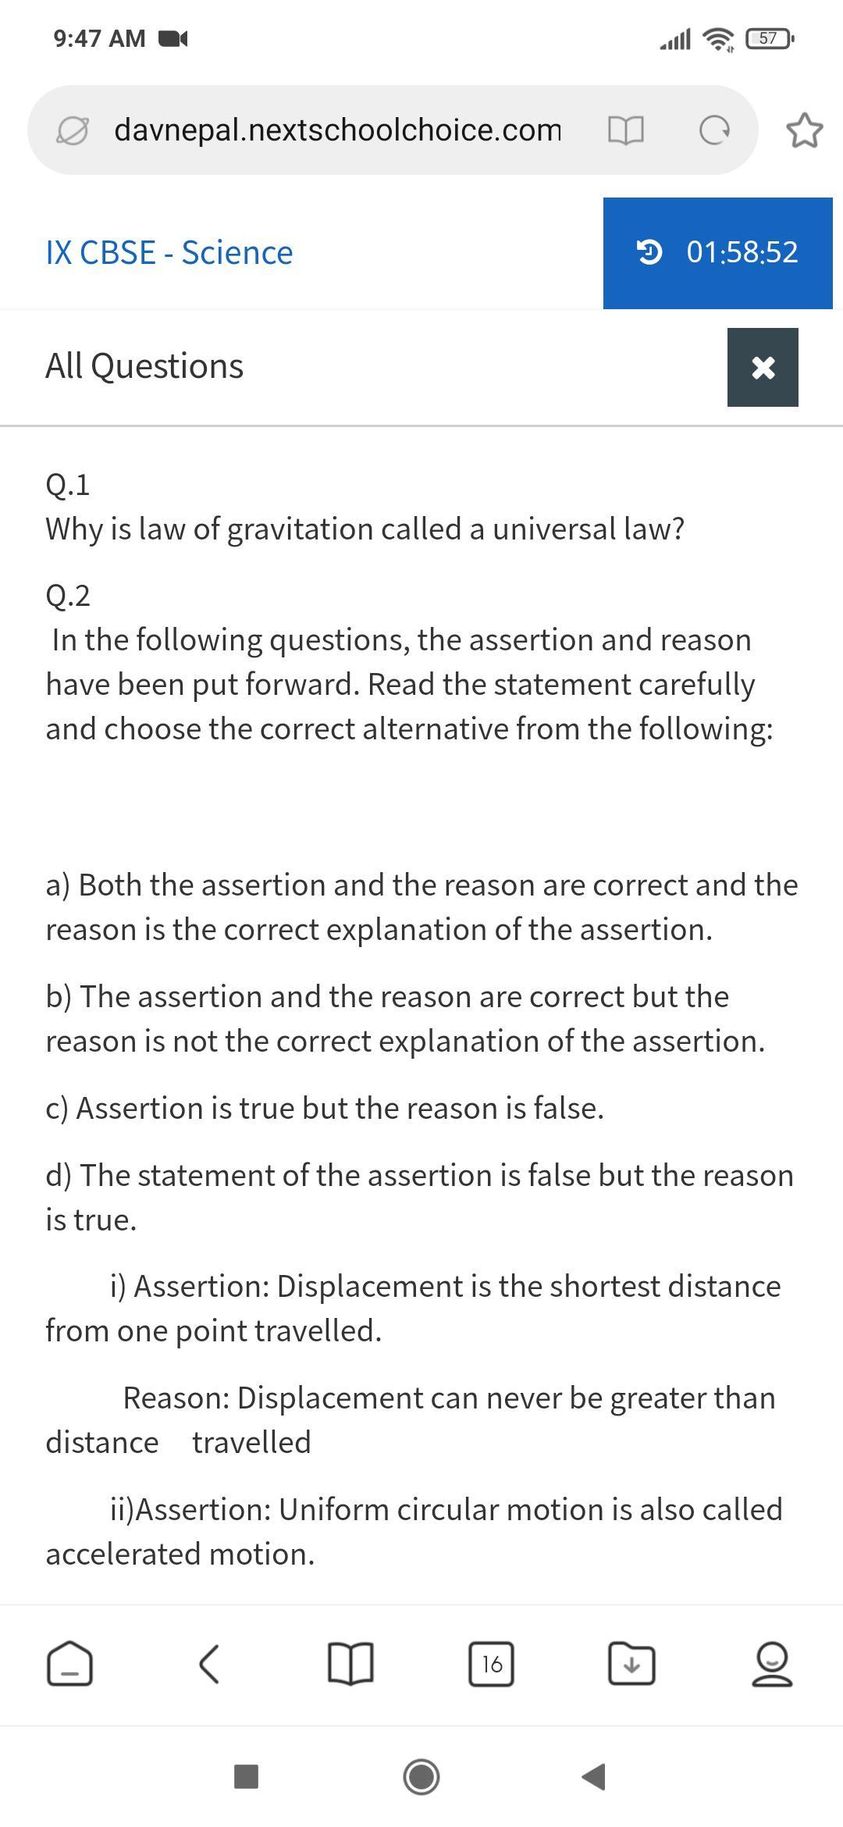 9:47 AM
57
davnepal.nextschoolchoice.com
IX CBSE - Science
01:58:52
All Questions
Q.1
Why is law of gravitation called a universal law?
Q.2
In the following questions, the assertion and reason
have been put forward. Read the statement carefully
and choose the correct alternative from the following:
a) Both the assertion and the reason are correct and the
reason is the correct explanation of the assertion.
b) The assertion and the reason are correct but the
reason is not the correct explanation of the assertion.
c) Assertion is true but the reason is false.
d) The statement of the assertion is false but the reason
is true.
i) Assertion: Displacement is the shortest distance
from one point travelled.
Reason: Displacement can never be greater than
distance travelled
ii)Assertion: Uniform circular motion is also called
accelerated motion.
16